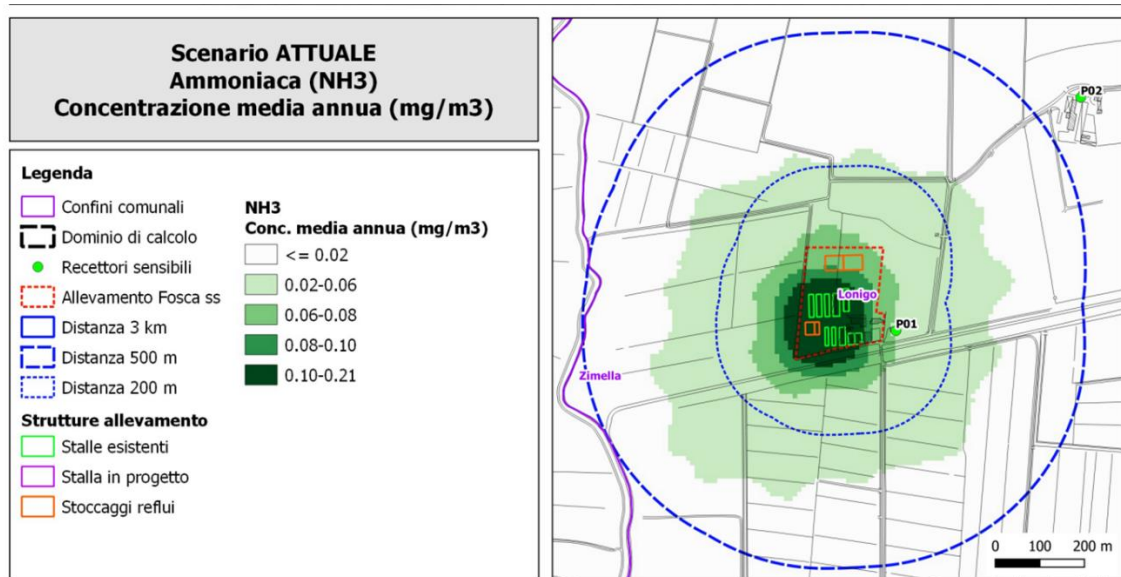 Scenario ATTUALE
Ammoniaca (NH3)
Concentrazione media annua (mg/m3)
Legenda
Confini comunali
Dominio di calcolo
Recettori sensibili
Allevamento Fosca ss
Distanza 3 km
Distanza 500 m
Distanza 200 m
Strutture allevamento
Stalle esistenti
Stalla in progetto
Stoccaggi reflui
NH3
Conc. media annua (mg/m3)
<= 0.02
0.02-0.06
0.06-0.08
0.08-0.10
0.10-0.21
P02
Lonigo
P01
Zimella
0 100 200 m